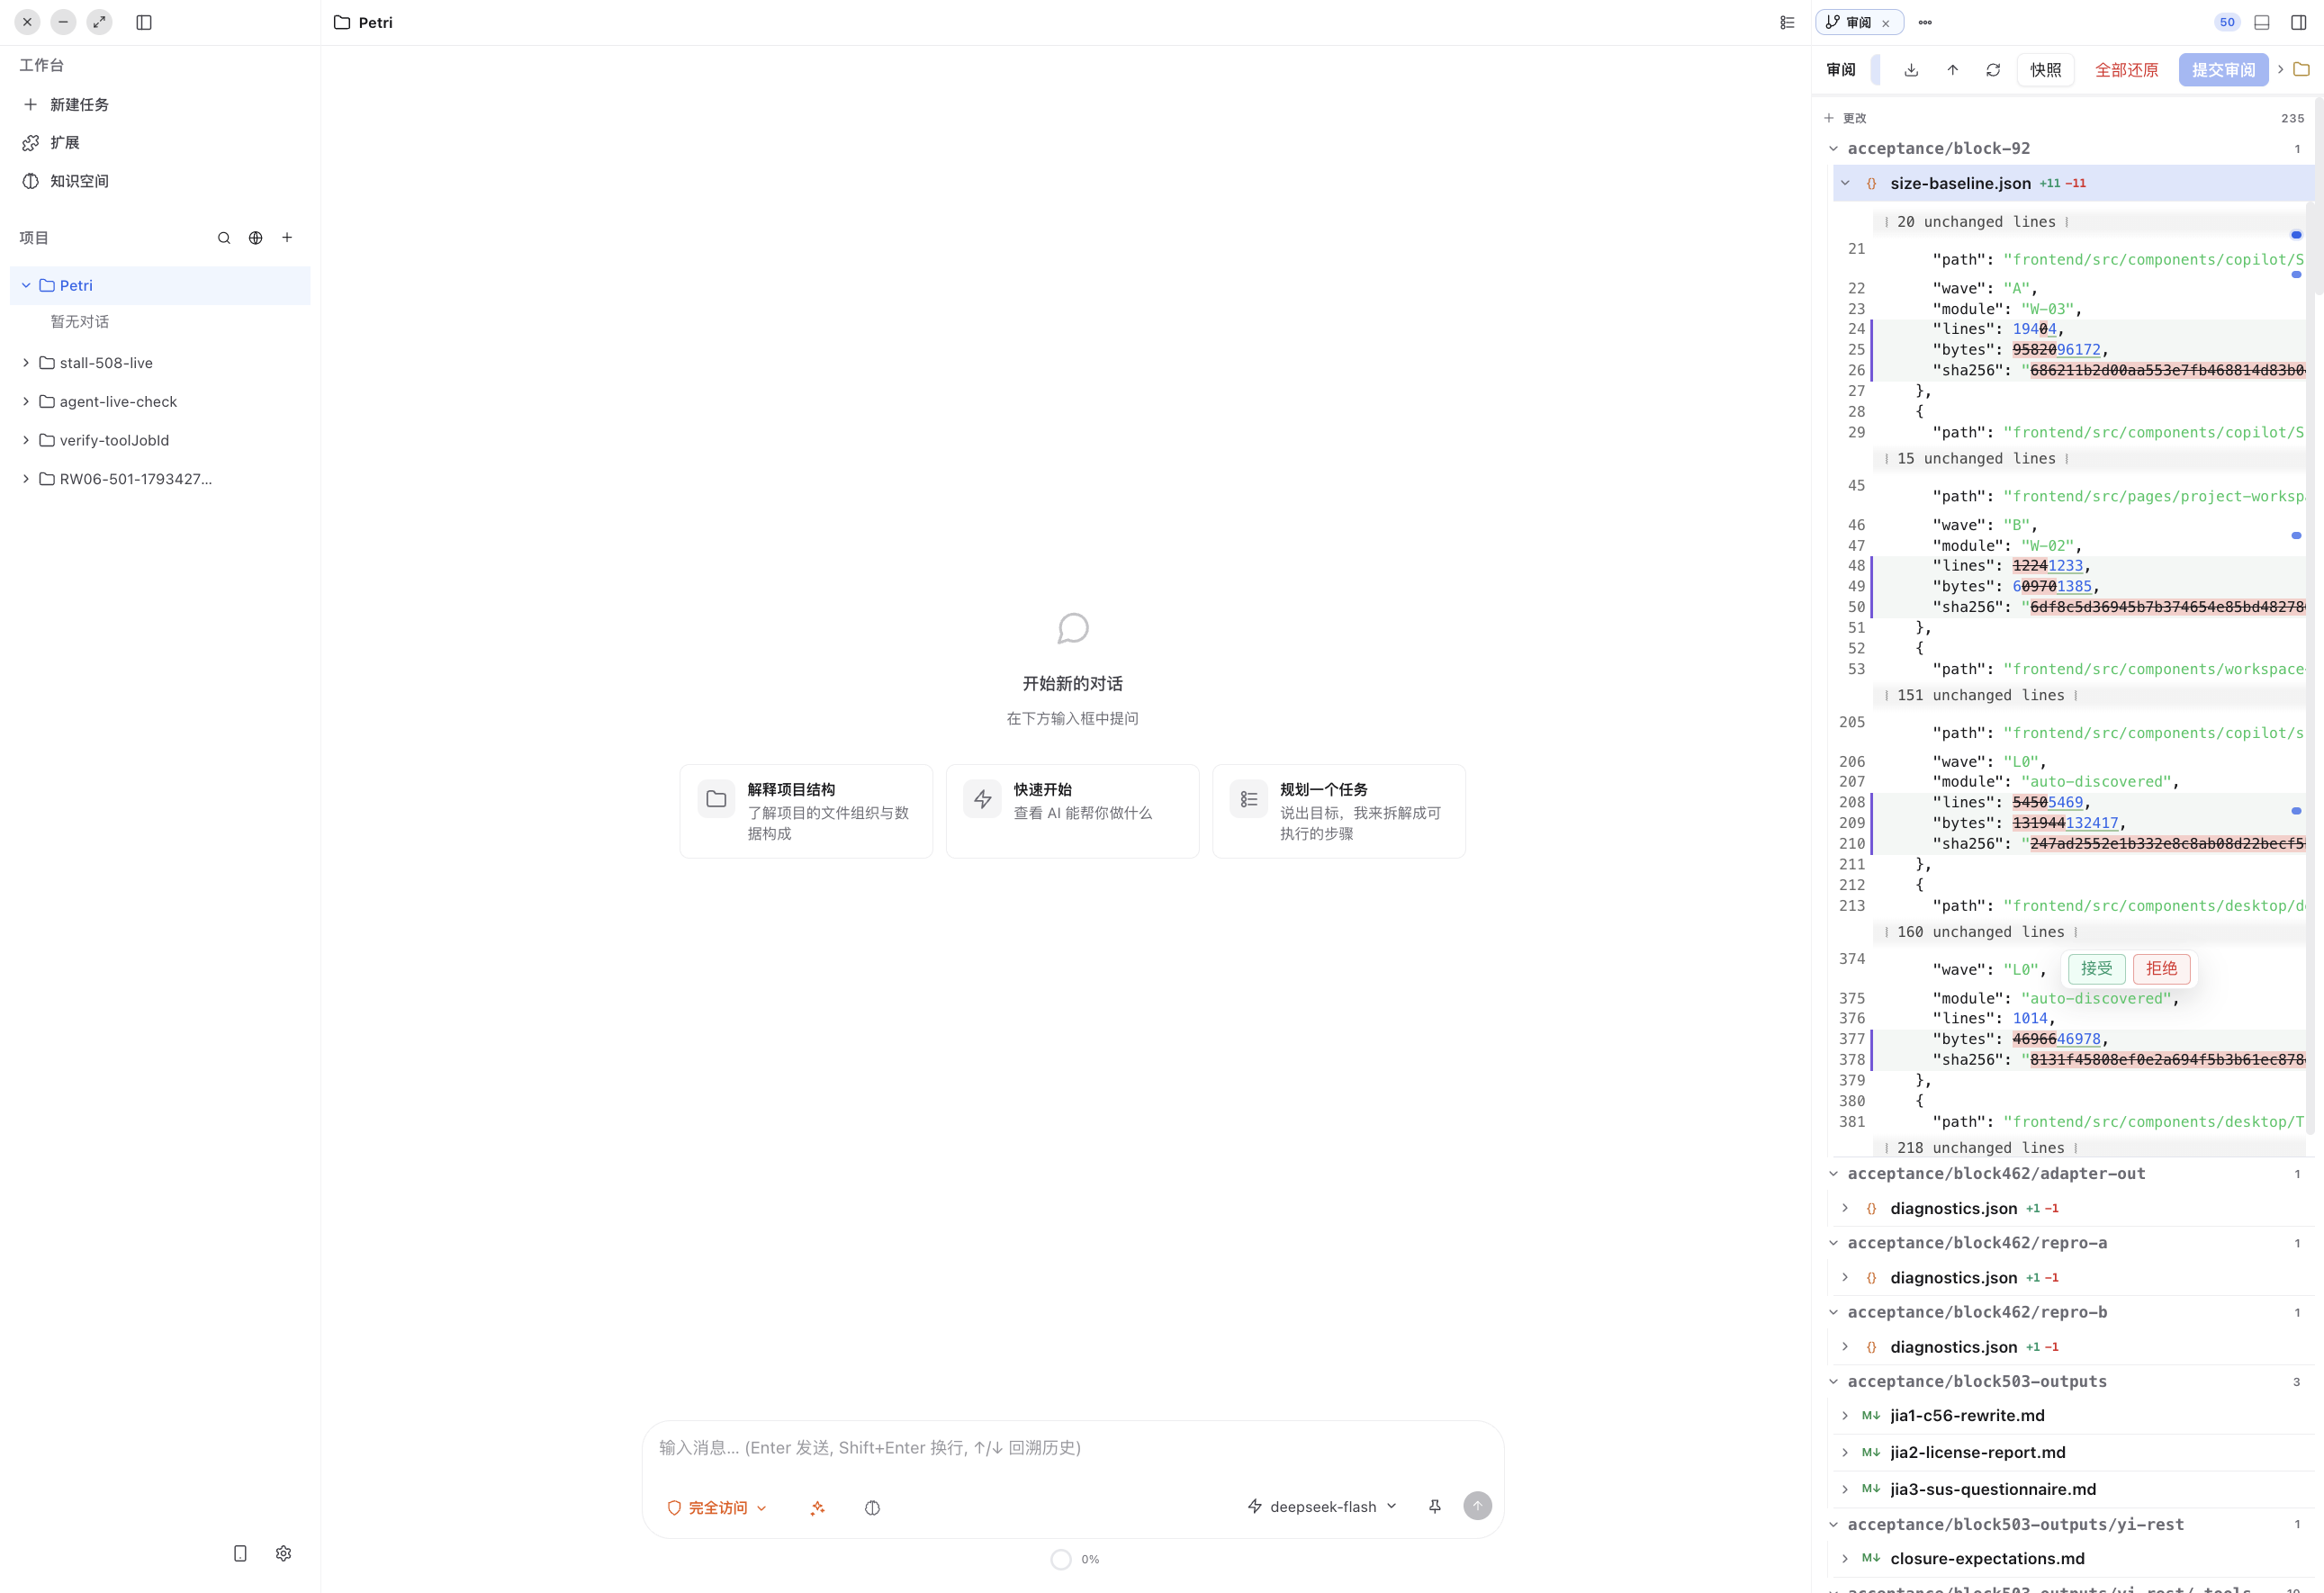 Petri
审阅
50
工作台
新建任务
扩展
知识空间
项目
Petri
暂无对话
stall-508-live
agent-live-check
verify-toolJobId
RW06-501-1793427...
开始新的对话
在下方输入框中提问
解释项目结构
了解项目的文件组织与数
据构成
快速开始
查看 AI 能帮你做什么
规划一个任务
说出目标，我来拆解成可
执行的步骤
输入消息... (Enter 发送, Shift+Enter 换行, ↑/↓ 回溯历史)
完全访问
deepseek-flash
0%
审阅
快照
全部还原
提交审阅
更改 235
acceptance/block-92 1
{} size-baseline.json +11 -11
20 unchanged lines
21 "path": "frontend/src/components/copilot/S
22 "wave": "A",
23 "module": "W-03",
24 "lines": 19404,
25 "bytes": 9582096172,
26 "sha256": "686211b2d00aa553e7fb468814d83b0
27 },
28 {
29 "path": "frontend/src/components/copilot/S
15 unchanged lines
45 "path": "frontend/src/pages/project-worksp
46 "wave": "B",
47 "module": "W-02",
48 "lines": 12241233,
49 "bytes": 609701385,
50 "sha256": "6df8c5d36945b7b374654e85bd48278
51 },
52 {
53 "path": "frontend/src/components/workspace
151 unchanged lines
205 "path": "frontend/src/components/copilot/s
206 "wave": "L0",
207 "module": "auto-discovered",
208 "lines": 54505469,
209 "bytes": 131944132417,
210 "sha256": "247ad2552e1b332e8c8ab08d22becf5
211 },
212 {
213 "path": "frontend/src/components/desktop/d
160 unchanged lines
374 "wave": "L0",
接受 拒绝
375 "module": "auto-discovered",
376 "lines": 1014,
377 "bytes": 4696646978,
378 "sha256": "8131f45808ef0e2a694f5b3b61ec878
379 },
380 {
381 "path": "frontend/src/components/desktop/T
218 unchanged lines
acceptance/block462/adapter-out 1
{} diagnostics.json +1 -1
acceptance/block462/repro-a 1
{} diagnostics.json +1 -1
acceptance/block462/repro-b 1
{} diagnostics.json +1 -1
acceptance/block503-outputs 3
M↓ jia1-c56-rewrite.md
M↓ jia2-license-report.md
M↓ jia3-sus-questionnaire.md
acceptance/block503-outputs/yi-rest 1
M↓ closure-expectations.md